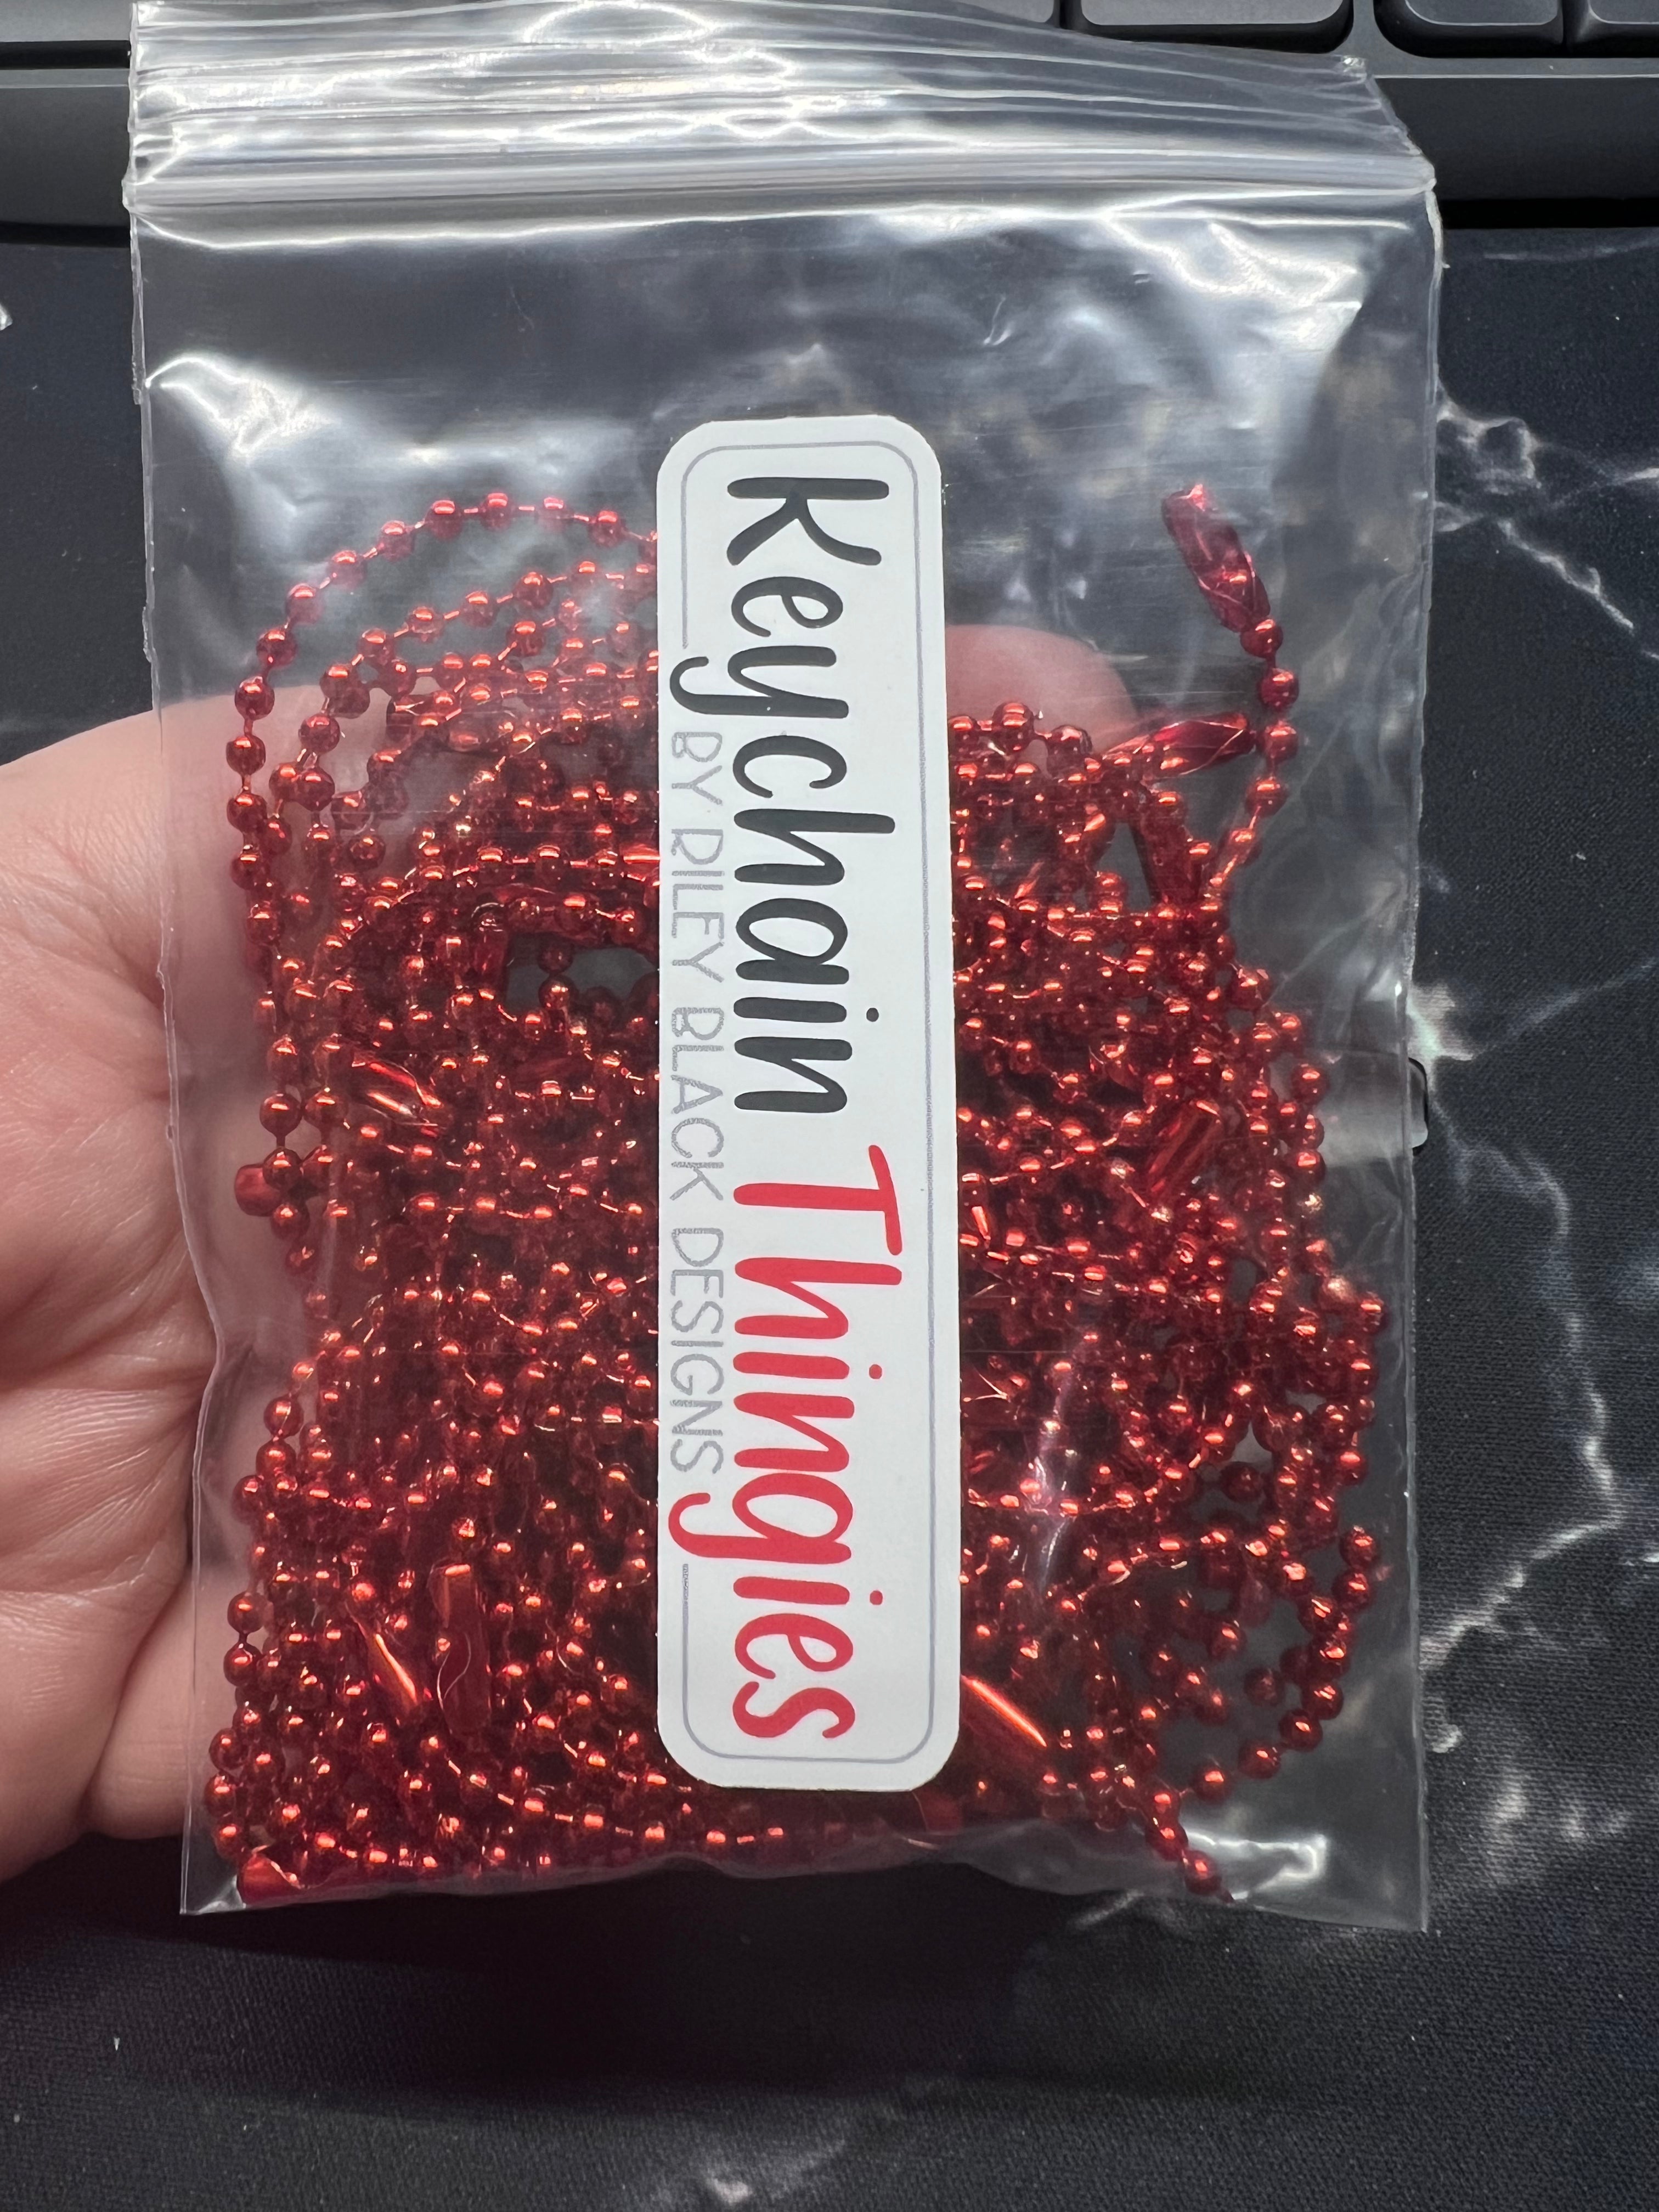 Keychain Thingies
BY RILEY BLACK DESIGNS